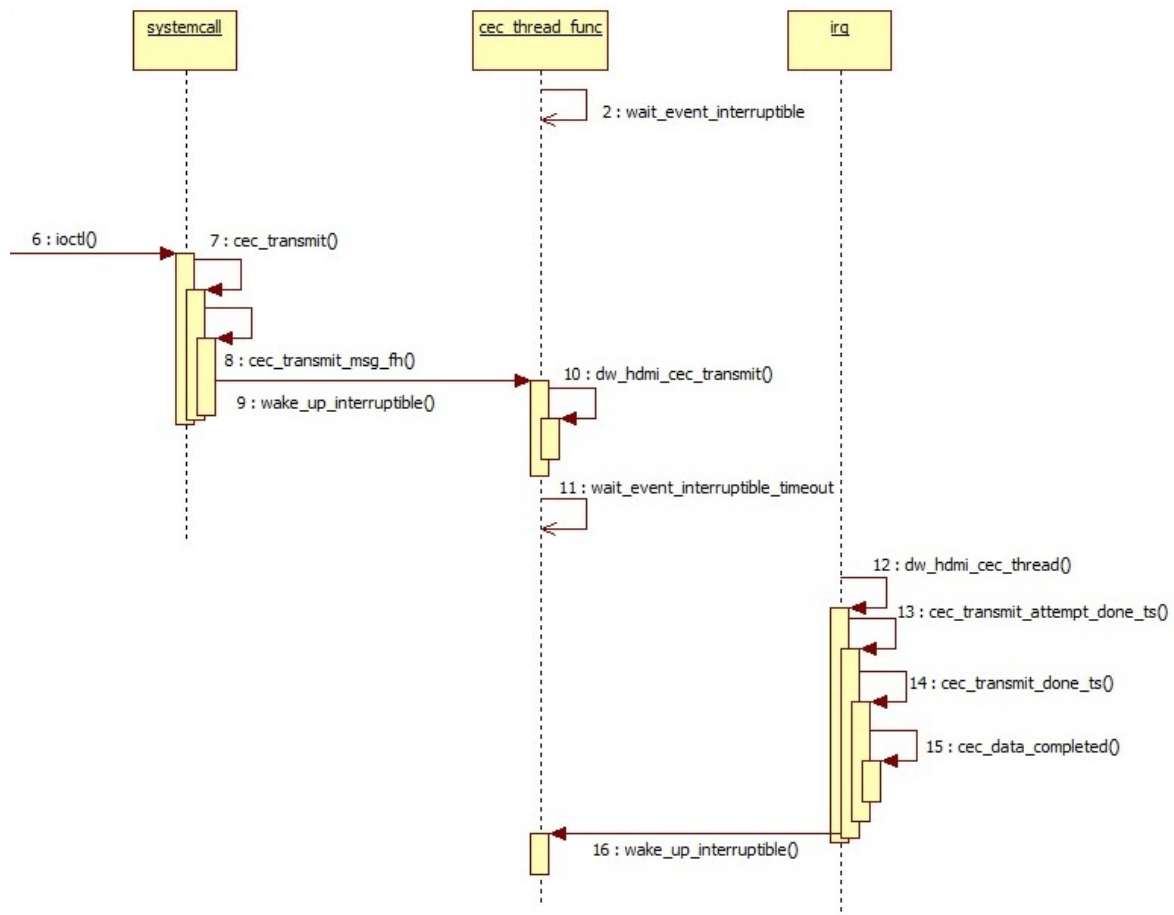 systemcall
cec_thread_func
irq
2 : wait_event_interruptible
6 : ioctl()
7 : cec_transmit()
8 : cec_transmit_msg_fh()
10 : dw_hdmi_cec_transmit()
9 : wake_up_interruptible()
11 : wait_event_interruptible_timeout
12 : dw_hdmi_cec_thread()
13 : cec_transmit_attempt_done_ts()
14 : cec_transmit_done_ts()
15 : cec_data_completed()
16 : wake_up_interruptible()